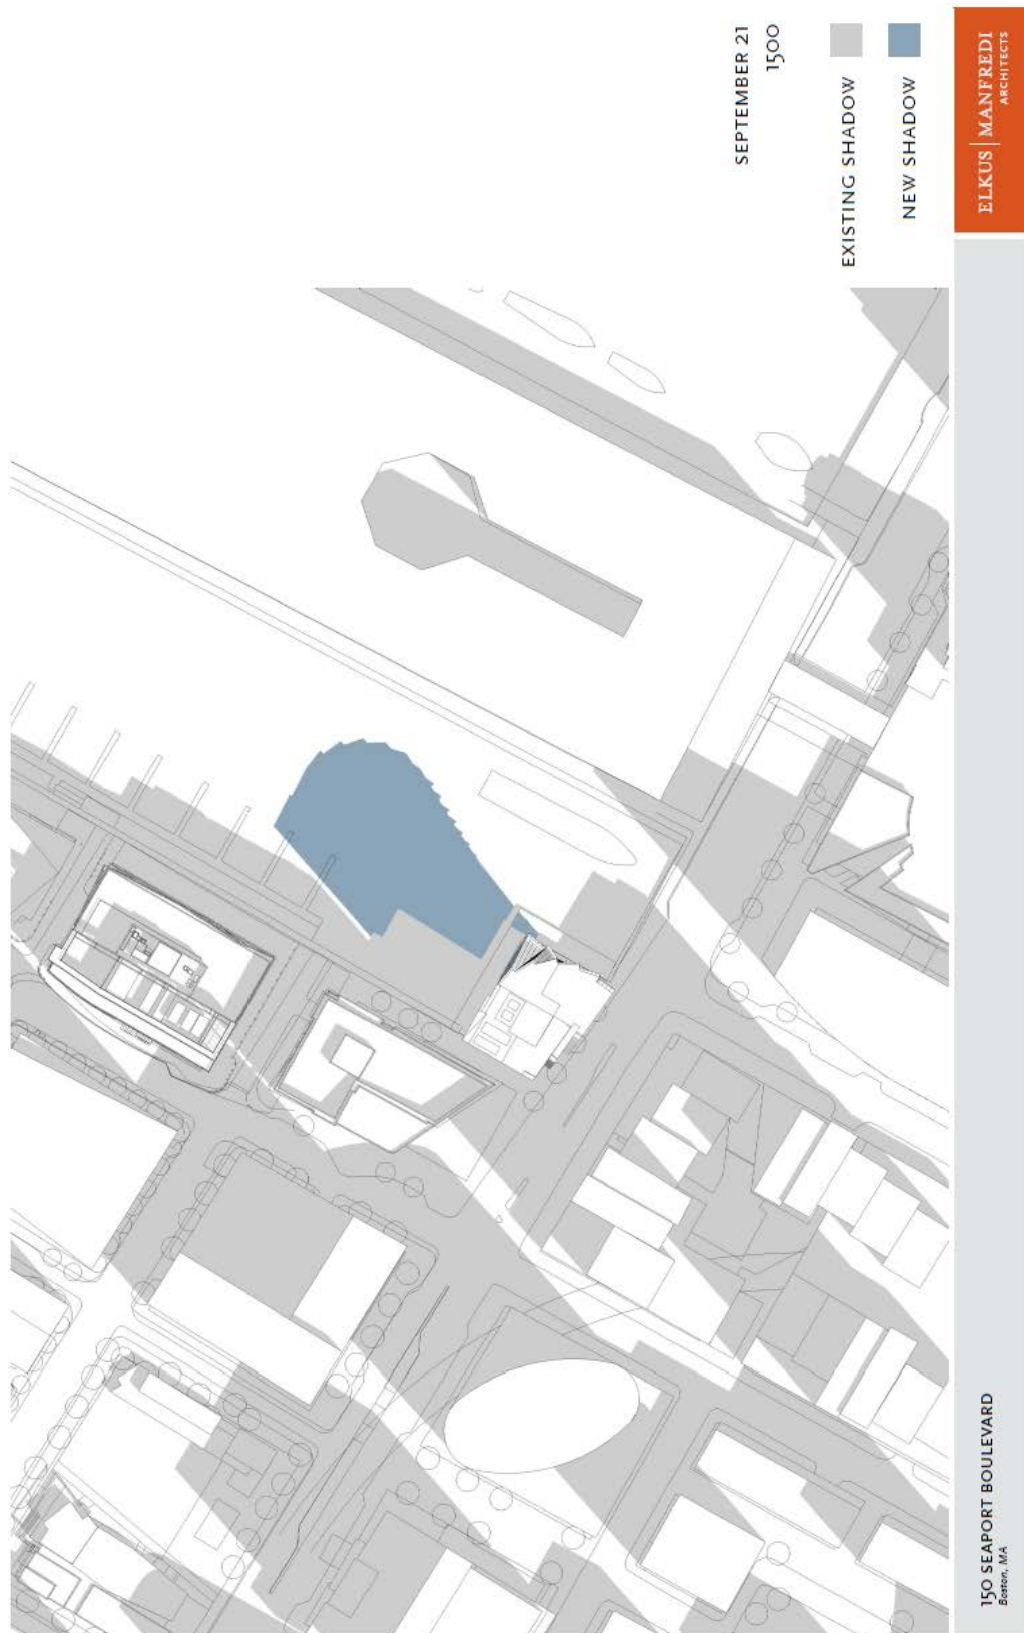 SEPTEMBER 21
1500
EXISTING SHADOW
NEW SHADOW
ELKUS | MANFREDI
ARCHITECTS
150 SEAPORT BOULEVARD
Boston, MA